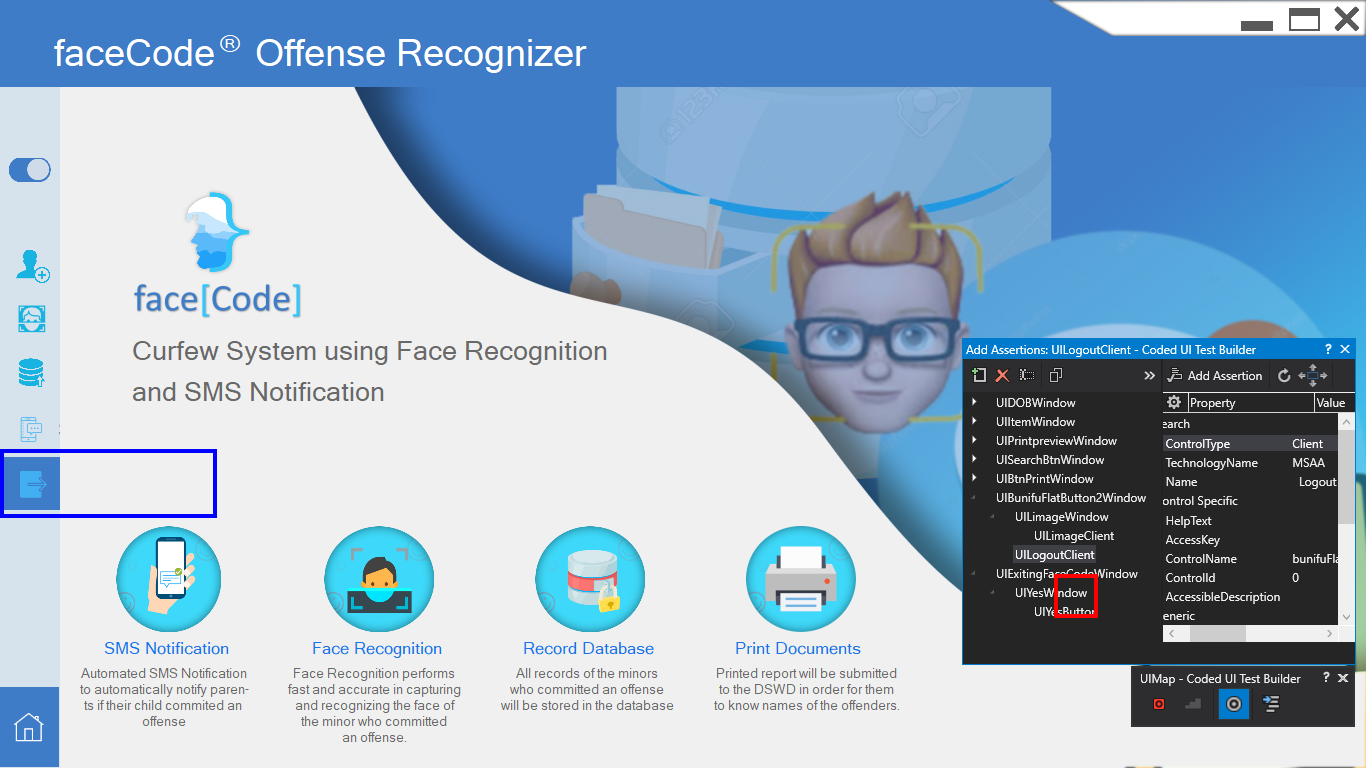 faceCode® Offense Recognizer
face[Code]
Curfew System using Face Recognition
and SMS Notification
SMS Notification
Automated SMS Notification
to automatically notify paren-
ts if their child commited an
offense
Face Recognition
Face Recognition performs
fast and accurate in capturing
and recognizing the face of
the minor who committed
an offense.
Record Database
All records of the minors
who committed an offense
will be stored in the database
Print Documents
Printed report will be submitted
to the DSWD in order for them
to know names of the offenders.
Add Assertions: UILogoutClient - Coded UI Test Builder
Add Assertion
UIDOBWindow
UIItemWindow
UIPrintpreviewWindow
UISearchBtnWindow
UIBtnPrintWindow
UIBunifuFlatButton2Window
UILimageWindow
UILimageClient
UILogoutClient
UIExitingFaceCodeWindow
UIYesWindow
UIYesButton
Property Value
earch
ControlType Client
TechnologyName MSAA
Name Logout
ontrol Specific
HelpText
AccessKey
ControlName bunifuFla
ControlId 0
AccessibleDescription
eneric
UIMap - Coded UI Test Builder